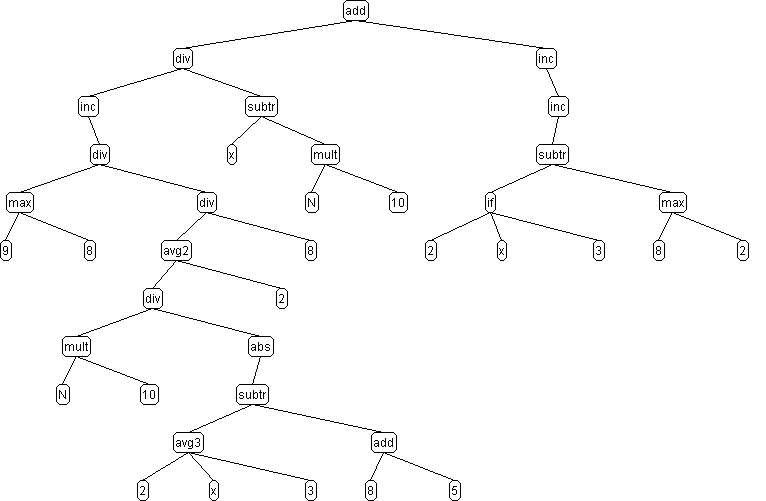 add
div inc
inc subtr inc
div x mult subtr
max div N 10 if max
9 8 avg2 8 2 x 3 8 2
div 2
mult abs
N 10 subtr
avg3 add
2 x 3 8 5